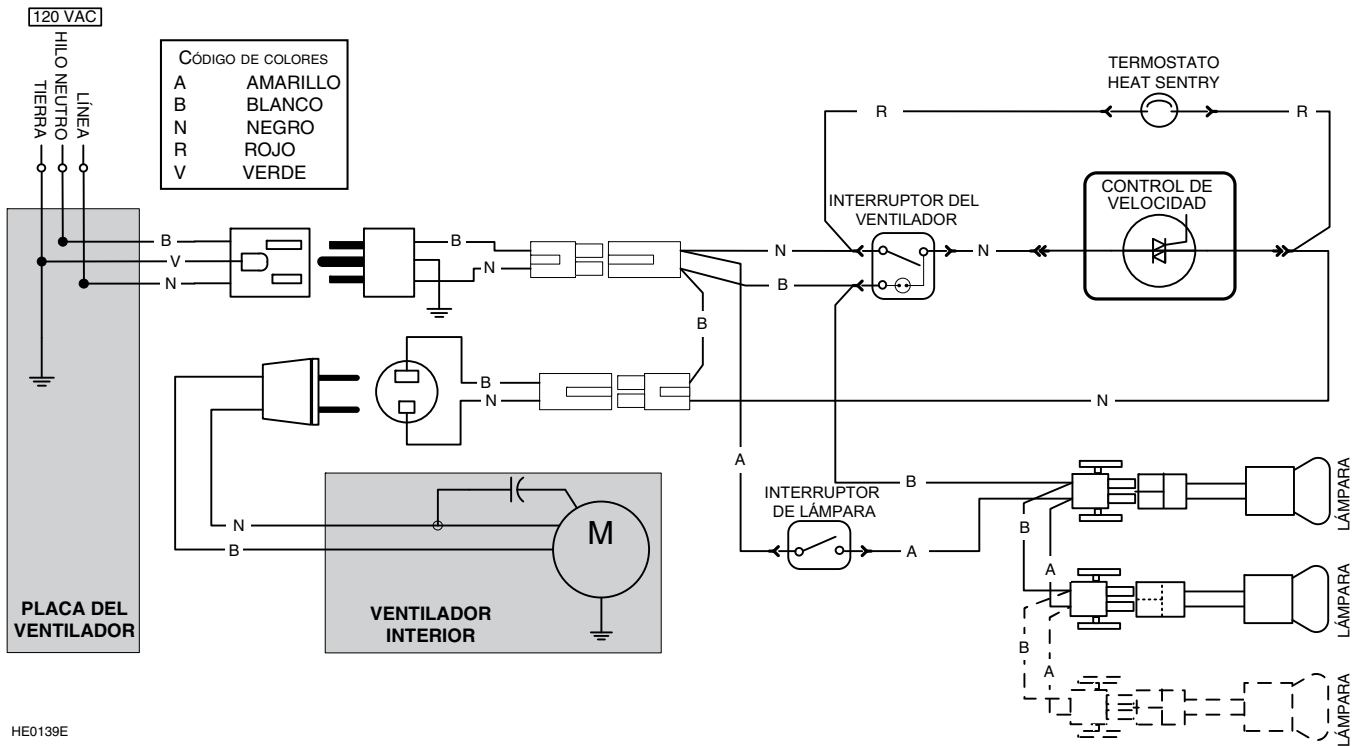 120 VAC
TIERRA
HILO NEUTRO
LÍNEA
CÓDIGO DE COLORES
A AMARILLO
B BLANCO
N NEGRO
R ROJO
V VERDE
TERMOSTATO
HEAT SENTRY
R
R
INTERRUPTOR DEL
VENTILADOR
CONTROL DE
VELOCIDAD
B
V
N
B
N
N
B
N
B
B
N
N
A
INTERRUPTOR
DE LÁMPARA
B
A
LÁMPARA
B
A
LÁMPARA
B
A
LÁMPARA
N
B
M
VENTILADOR
INTERIOR
PLACA DEL
VENTILADOR
HE0139E